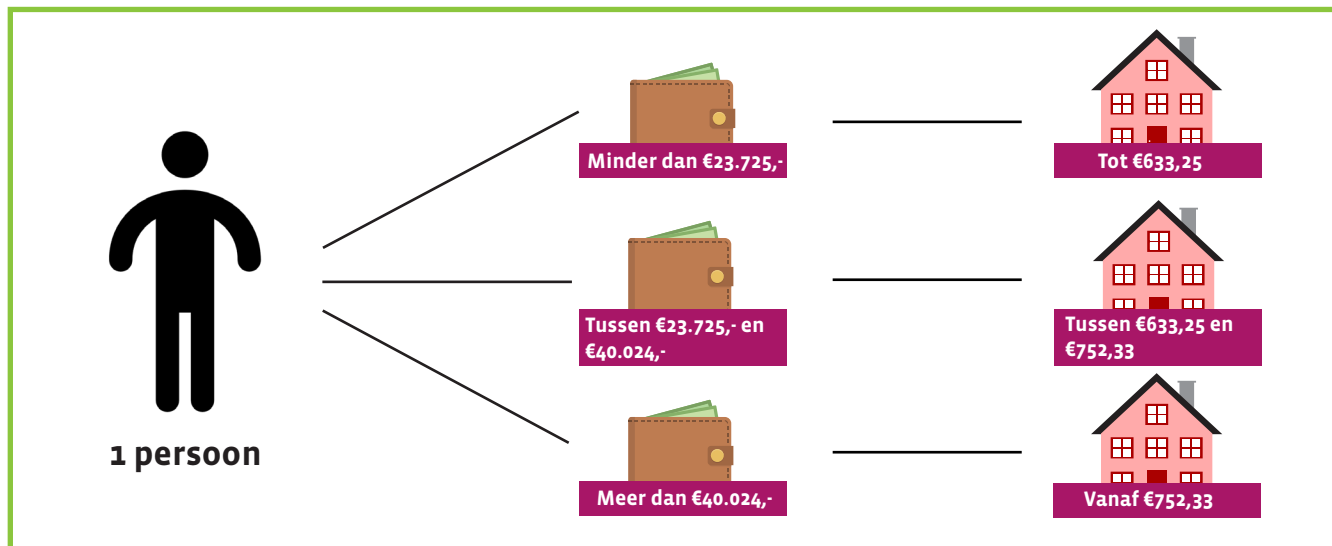 Minder dan €23.725,-
Tot €633,25
1 persoon
Tussen €23.725,- en
€40.024,-
Tussen €633,25 en
€752,33
Meer dan €40.024,-
Vanaf €752,33